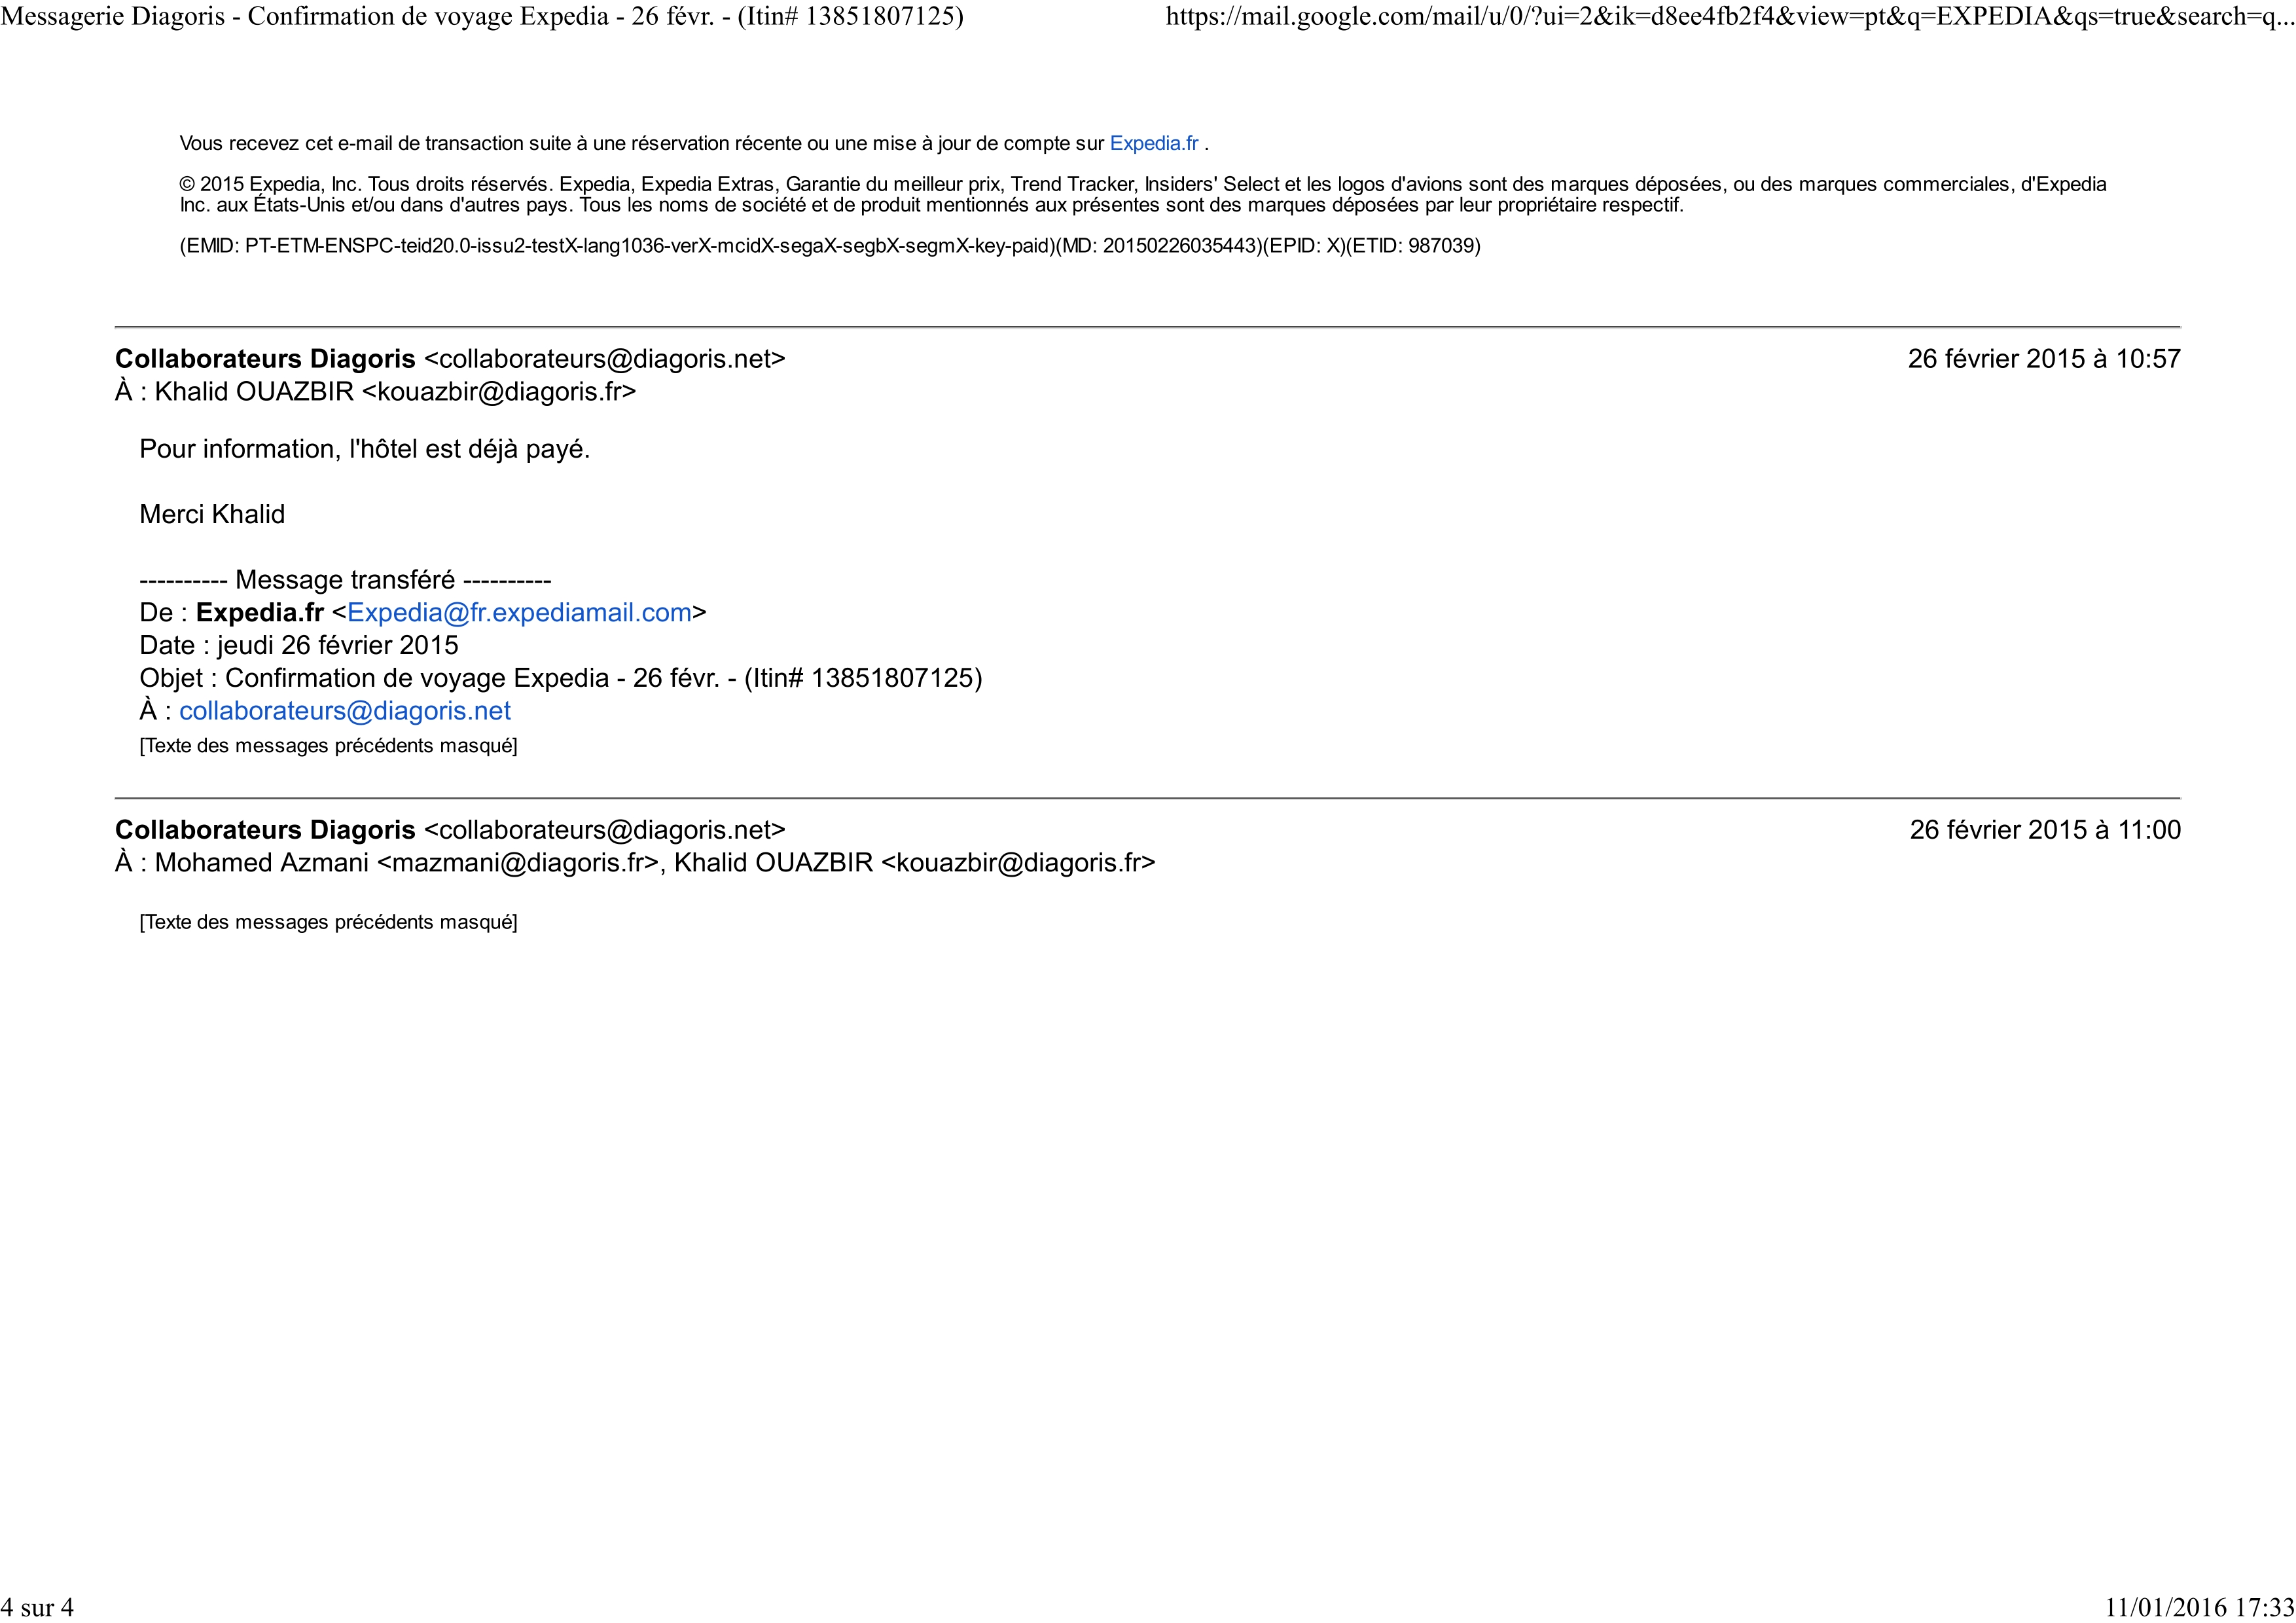 Messagerie Diagoris - Confirmation de voyage Expedia - 26 févr. - (Itin# 13851807125)
https://mail.google.com/mail/u/0/?ui=2&ik=d8ee4fb2f4&view=pt&q=EXPEDIA&qs=true&search=q...
Vous recevez cet e-mail de transaction suite à une réservation récente ou une mise à jour de compte sur Expedia.fr .
© 2015 Expedia, Inc. Tous droits réservés. Expedia, Expedia Extras, Garantie du meilleur prix, Trend Tracker, Insiders' Select et les logos d'avions sont des marques déposées, ou des marques commerciales, d'Expedia
Inc. aux États-Unis et/ou dans d'autres pays. Tous les noms de société et de produit mentionnés aux présentes sont des marques déposées par leur propriétaire respectif.
(EMID: PT-ETM-ENSPC-teid20.0-issu2-testX-lang1036-verX-mcidX-segaX-segbX-segmX-key-paid)(MD: 20150226035443)(EPID: X)(ETID: 987039)
Collaborateurs Diagoris <collaborateurs@diagoris.net>
26 février 2015 à 10:57
À : Khalid OUAZBIR <kouazbir@diagoris.fr>
Pour information, l'hôtel est déjà payé.
Merci Khalid
---------- Message transféré ----------
De : Expedia.fr <Expedia@fr.expediamail.com>
Date : jeudi 26 février 2015
Objet : Confirmation de voyage Expedia - 26 févr. - (Itin# 13851807125)
À : collaborateurs@diagoris.net
[Texte des messages précédents masqué]
Collaborateurs Diagoris <collaborateurs@diagoris.net>
26 février 2015 à 11:00
À : Mohamed Azmani <mazmani@diagoris.fr>, Khalid OUAZBIR <kouazbir@diagoris.fr>
[Texte des messages précédents masqué]
4 sur 4
11/01/2016 17:33